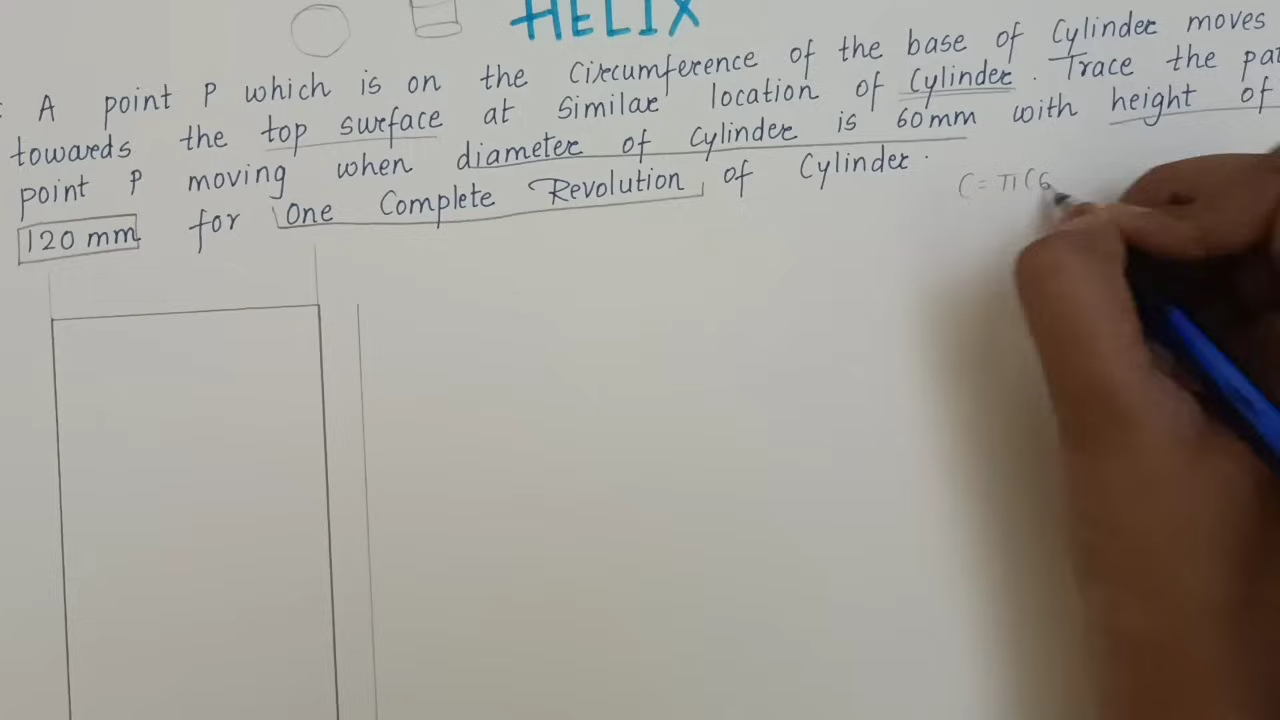 HELIX
: A point P which is on the circumference of the base of Cylinder moves
towards the top surface at similar location of Cylinder. Trace the
point P moving when diameter of cylinder is 60mm with height of
120 mm for One Complete Revolution of Cylinder.
C = π(6